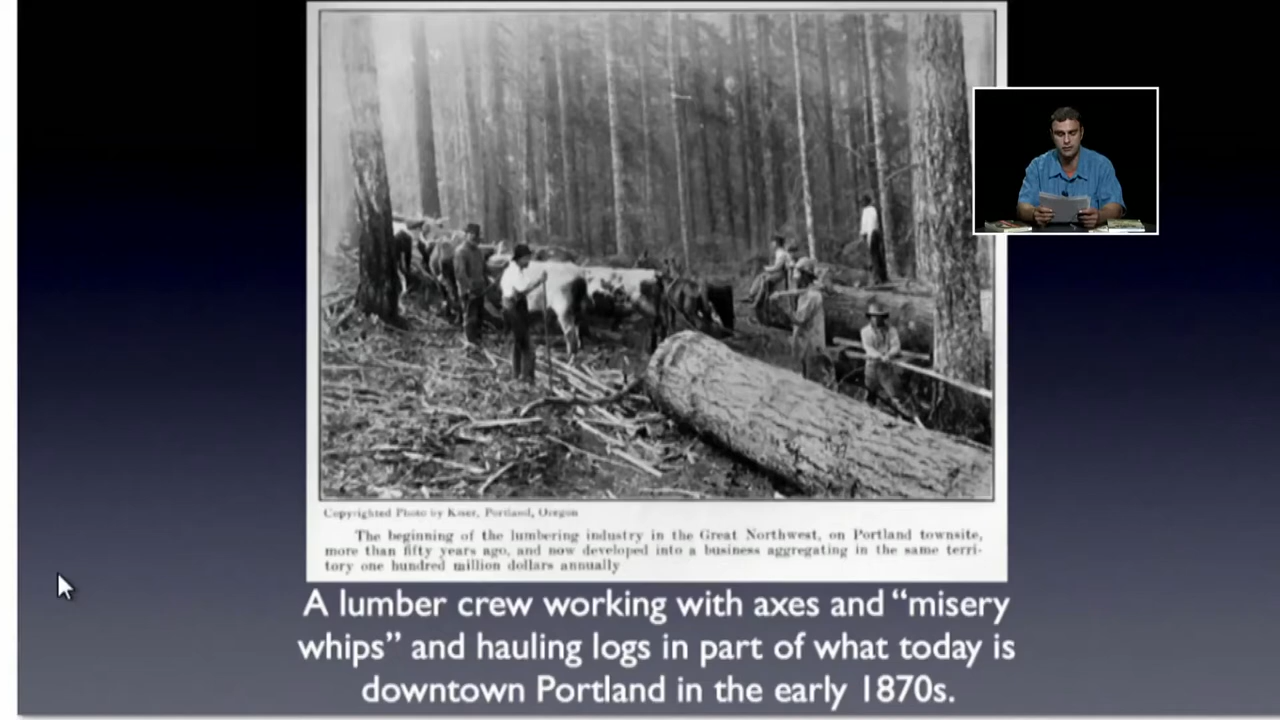 Copyrighted Photo by Kiser, Portland, Oregon
The beginning of the lumbering industry in the Great Northwest, on Portland townsite,
more than fifty years ago, and now developed into a business aggregating in the same terri-
tory one hundred million dollars annually
A lumber crew working with axes and “misery
whips” and hauling logs in part of what today is
downtown Portland in the early 1870s.